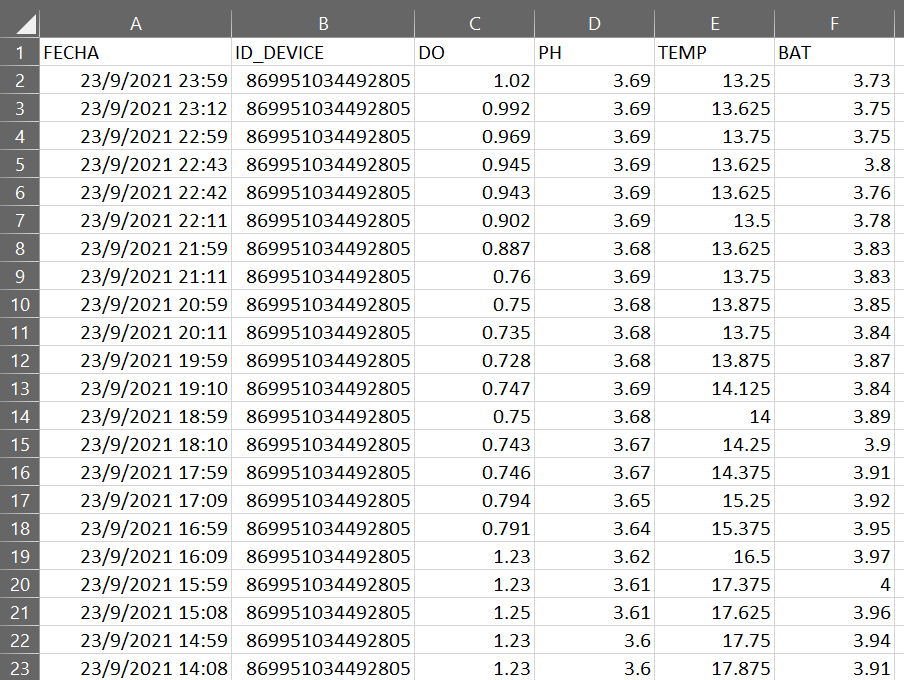 A B C D E F
1 FECHA ID_DEVICE DO PH TEMP BAT
2 23/9/2021 23:59 869951034492805 1.02 3.69 13.25 3.73
3 23/9/2021 23:12 869951034492805 0.992 3.69 13.625 3.75
4 23/9/2021 22:59 869951034492805 0.969 3.69 13.75 3.75
5 23/9/2021 22:43 869951034492805 0.945 3.69 13.625 3.8
6 23/9/2021 22:42 869951034492805 0.943 3.69 13.625 3.76
7 23/9/2021 22:11 869951034492805 0.902 3.69 13.5 3.78
8 23/9/2021 21:59 869951034492805 0.887 3.68 13.625 3.83
9 23/9/2021 21:11 869951034492805 0.76 3.69 13.75 3.83
10 23/9/2021 20:59 869951034492805 0.75 3.68 13.875 3.85
11 23/9/2021 20:11 869951034492805 0.735 3.68 13.75 3.84
12 23/9/2021 19:59 869951034492805 0.728 3.68 13.875 3.87
13 23/9/2021 19:10 869951034492805 0.747 3.69 14.125 3.84
14 23/9/2021 18:59 869951034492805 0.75 3.68 14 3.89
15 23/9/2021 18:10 869951034492805 0.743 3.67 14.25 3.9
16 23/9/2021 17:59 869951034492805 0.746 3.67 14.375 3.91
17 23/9/2021 17:09 869951034492805 0.794 3.65 15.25 3.92
18 23/9/2021 16:59 869951034492805 0.791 3.64 15.375 3.95
19 23/9/2021 16:09 869951034492805 1.23 3.62 16.5 3.97
20 23/9/2021 15:59 869951034492805 1.23 3.61 17.375 4
21 23/9/2021 15:08 869951034492805 1.25 3.61 17.625 3.96
22 23/9/2021 14:59 869951034492805 1.23 3.6 17.75 3.94
23 23/9/2021 14:08 869951034492805 1.23 3.6 17.875 3.91